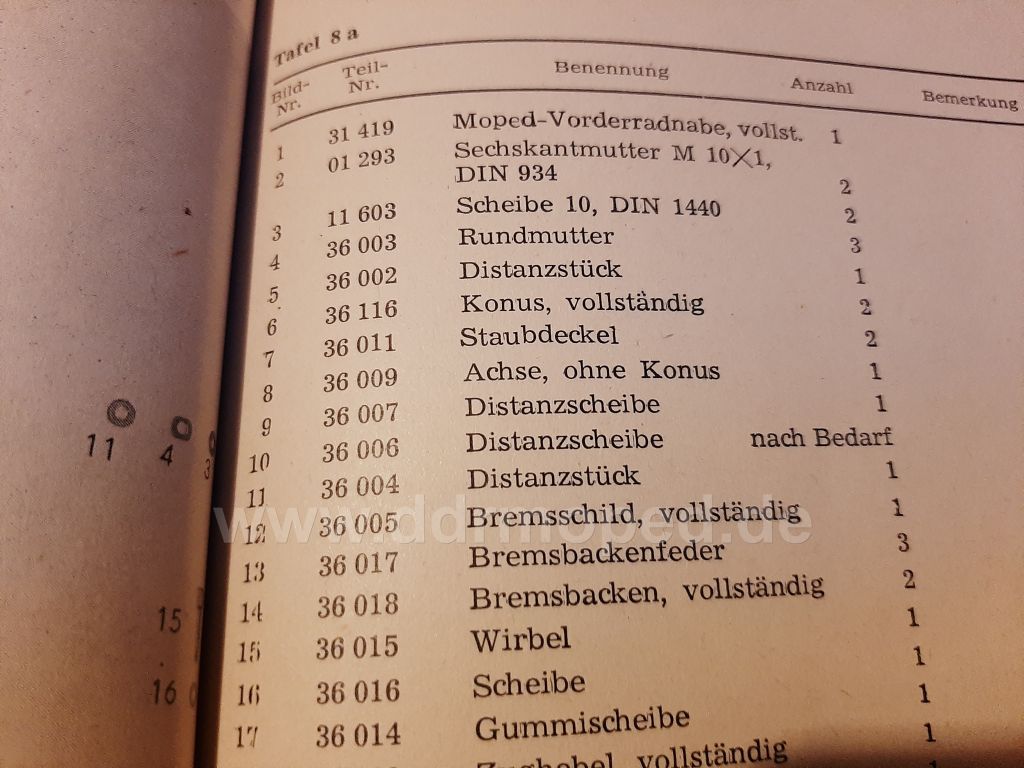 Tafel 8 a
Bild-Nr. Teil-Nr. Benennung Anzahl Bemerkung
1 31 419 Moped-Vorderradnabe, vollst. 1
2 01 293 Sechskantmutter M 10×1,
DIN 934 2
3 11 603 Scheibe 10, DIN 1440 2
4 36 003 Rundmutter 3
5 36 002 Distanzstück 1
6 36 116 Konus, vollständig 2
7 36 011 Staubdeckel 2
8 36 009 Achse, ohne Konus 1
9 36 007 Distanzscheibe 1
10 36 006 Distanzscheibe nach Bedarf
11 36 004 Distanzstück 1
12 36 005 Bremsschild, vollständig 1
13 36 017 Bremsbackenfeder 3
14 36 018 Bremsbacken, vollständig 2
15 36 015 Wirbel 1
16 36 016 Scheibe 1
17 36 014 Gummischeibe 1
vollständig 1
11 4 3
15
16
www.ddrmoped.de